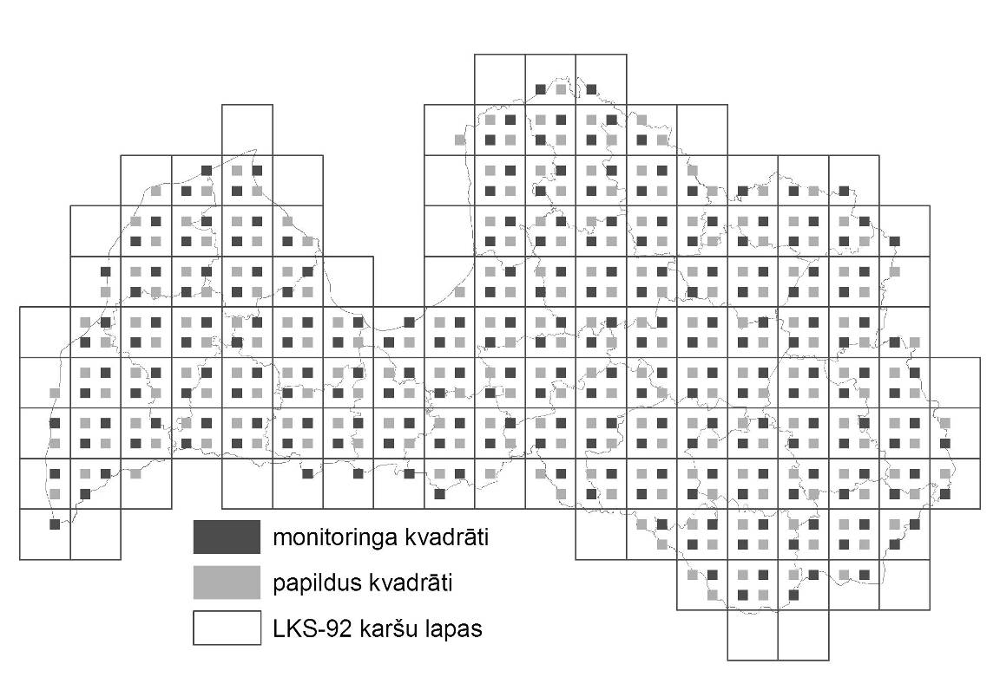 monitoringa kvadrāti
papildus kvadrāti
LKS-92 karšu lapas